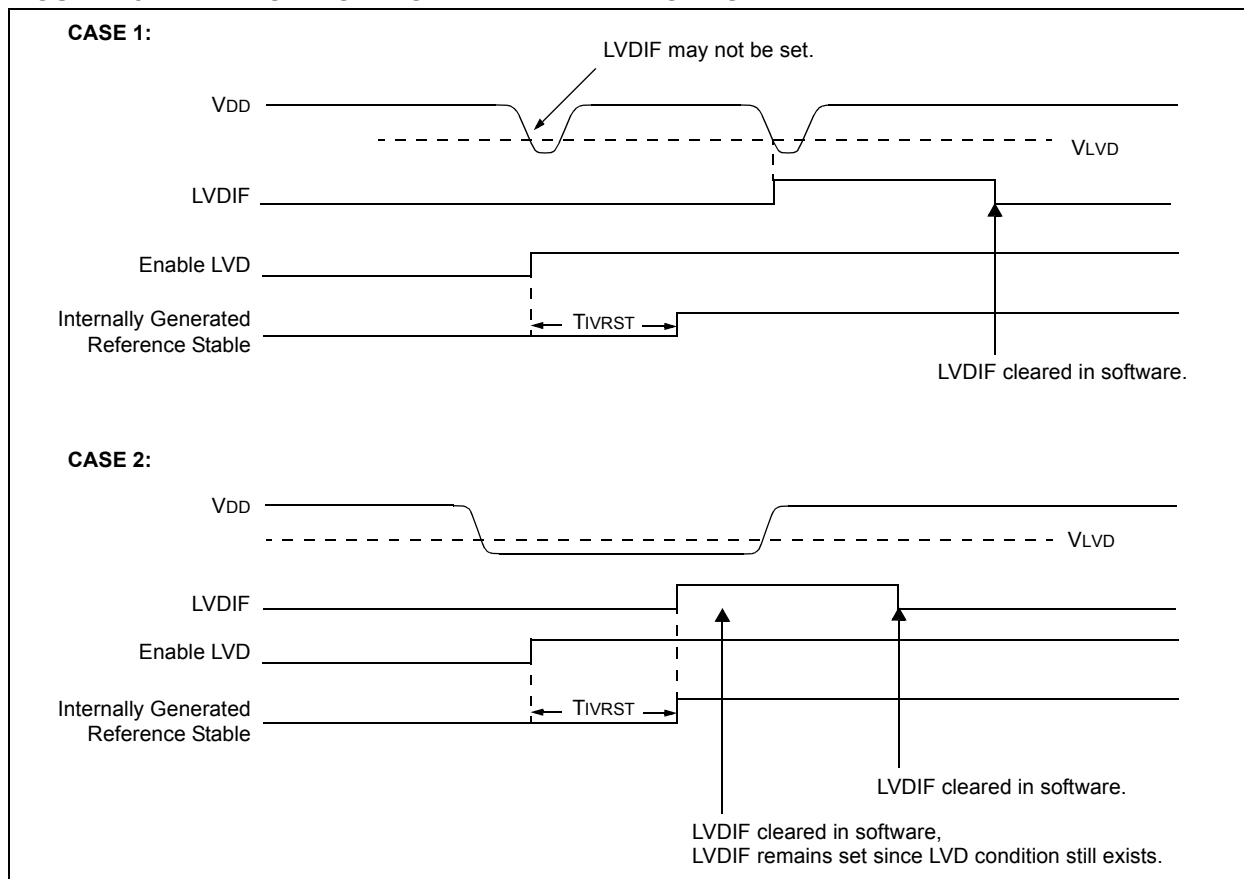 CASE 1:
LVDIF may not be set.
VDD
VLVD
LVDIF
Enable LVD
Internally Generated
Reference Stable
TIVRST
LVDIF cleared in software.
CASE 2:
VDD
VLVD
LVDIF
Enable LVD
Internally Generated
Reference Stable
TIVRST
LVDIF cleared in software.
LVDIF cleared in software,
LVDIF remains set since LVD condition still exists.